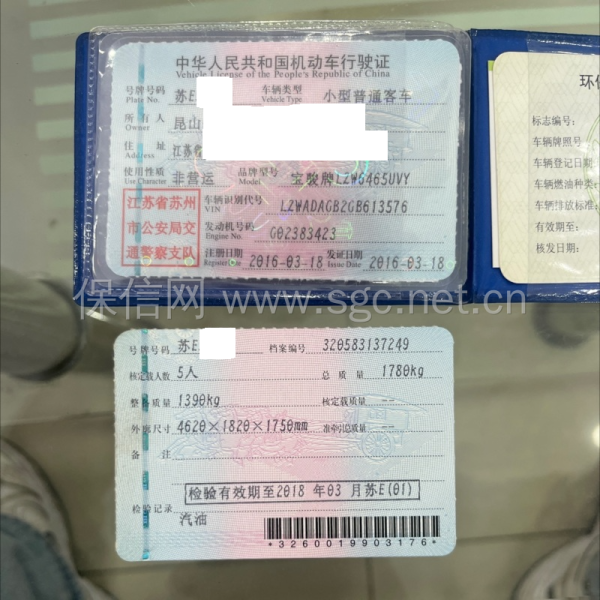 中华人民共和国机动车行驶证
Vehicle License of the People's Republic of China
号牌号码 苏E 车辆类型 小型普通客车
Plate No. Vehicle Type
所有人 昆山
Owner
住址 江苏省
Address
使用性质 非营运 品牌型号 宝骏牌LZW6465UVY
Use Character Model
江苏省苏州
市公安局交
通警察支队
车辆识别代号 LZWADAGB2GB613576
VIN
发动机号码 G02383423
Engine No.
注册日期 2016-03-18 发证日期 2016-03-18
Register Date Issue Date
环保
标志编号:
车辆牌照号:
车辆登记日期
车辆燃油种类:
车辆排放标准:
有效期至:
核发日期:
保信网 www.sgc.net.cn
号牌号码 苏E 档案编号 320583137249
核定载人数 5人 总质量 1780kg
整备质量 1390kg 核定载质量 --
外廓尺寸 4620×1820×1750mm 准牵引总质量 --
备注
检验有效期至2018年03月苏E(01)
检验记录
汽油
*3260019903176*